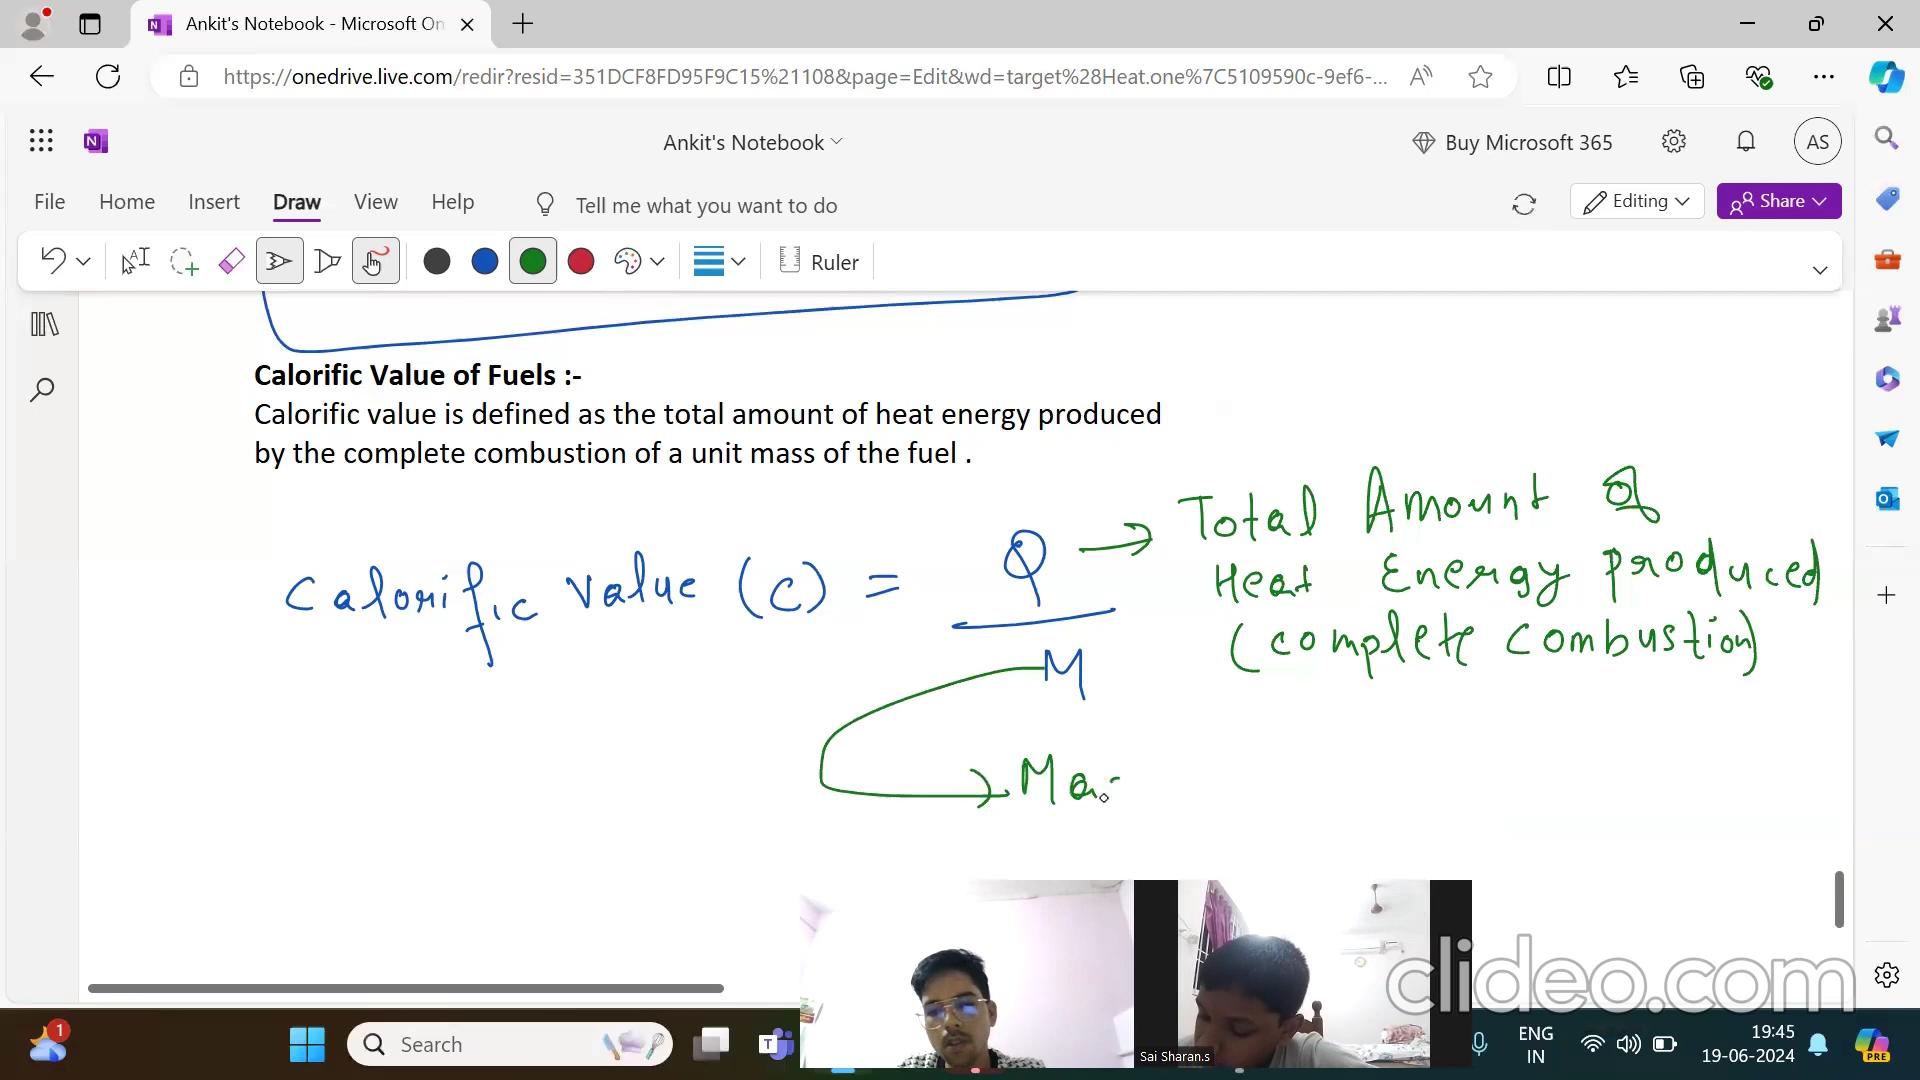 Ankit's Notebook - Microsoft On
https://onedrive.live.com/redir?resid=351DCF8FD95F9C15%21108&page=Edit&wd=target%28Heat.one%7C5109590c-9ef6-...
Ankit's Notebook
Buy Microsoft 365
AS
File Home Insert Draw View Help Tell me what you want to do
Editing
Share
Ruler
Calorific Value of Fuels :-
Calorific value is defined as the total amount of heat energy produced
by the complete combustion of a unit mass of the fuel .
Total Amount of
Calorific value (c) = Q
Heat Energy produced
(complete combustion)
M
Mas
clideo.com
Sai Sharan.s
1
Search
ENG
IN
19:45
19-06-2024
PRE